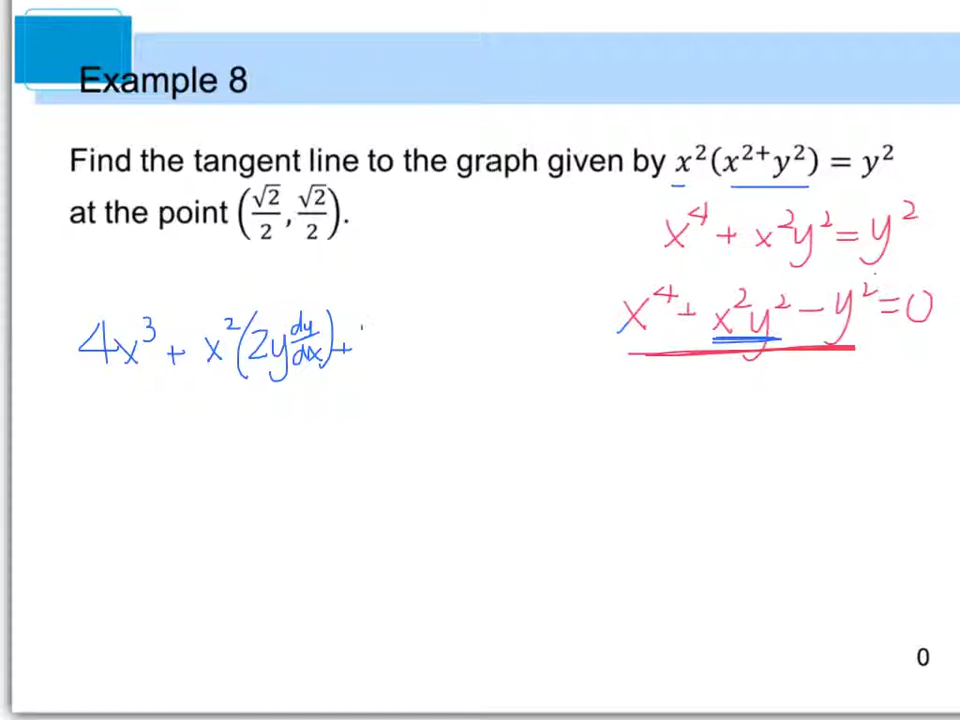 Example 8
Find the tangent line to the graph given by x²(x²⁺y²) = y²
at the point (√2/2, √2/2).
x⁴ + x²y² = y²
x⁴ + x²y² − y² = 0
4x³ + x²(2y dy/dx) +
0